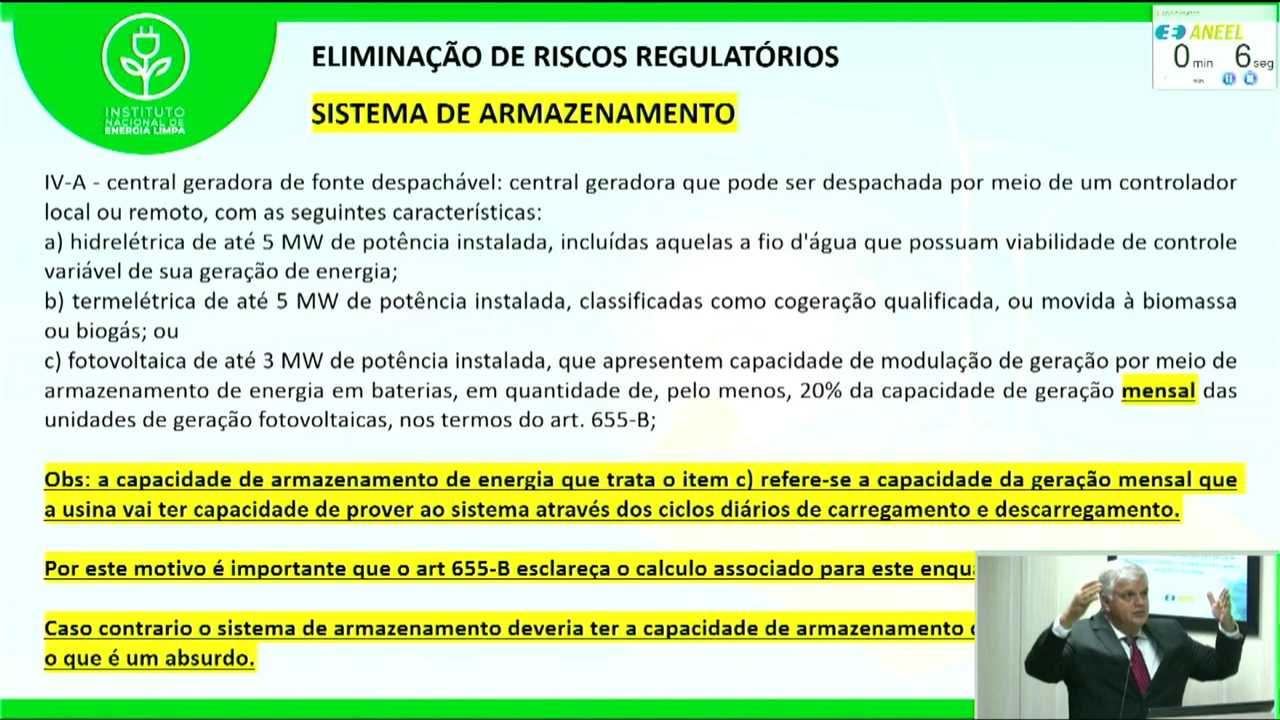 ELIMINAÇÃO DE RISCOS REGULATÓRIOS
SISTEMA DE ARMAZENAMENTO
INSTITUTO
NACIONAL DE
ENERGIA LIMPA
ANEEL
0 min 6 seg
min
IV-A - central geradora de fonte despachável: central geradora que pode ser despachada por meio de um controlador
local ou remoto, com as seguintes características:
a) hidrelétrica de até 5 MW de potência instalada, incluídas aquelas a fio d'água que possuam viabilidade de controle
variável de sua geração de energia;
b) termelétrica de até 5 MW de potência instalada, classificadas como cogeração qualificada, ou movida à biomassa
ou biogás; ou
c) fotovoltaica de até 3 MW de potência instalada, que apresentem capacidade de modulação de geração por meio de
armazenamento de energia em baterias, em quantidade de, pelo menos, 20% da capacidade de geração mensal das
unidades de geração fotovoltaicas, nos termos do art. 655-B;
Obs: a capacidade de armazenamento de energia que trata o item c) refere-se a capacidade da geração mensal que
a usina vai ter capacidade de prover ao sistema através dos ciclos diários de carregamento e descarregamento.
Por este motivo é importante que o art 655-B esclareça o calculo associado para este
Caso contrario o sistema de armazenamento deveria ter a capacidade de armazenamento
o que é um absurdo.